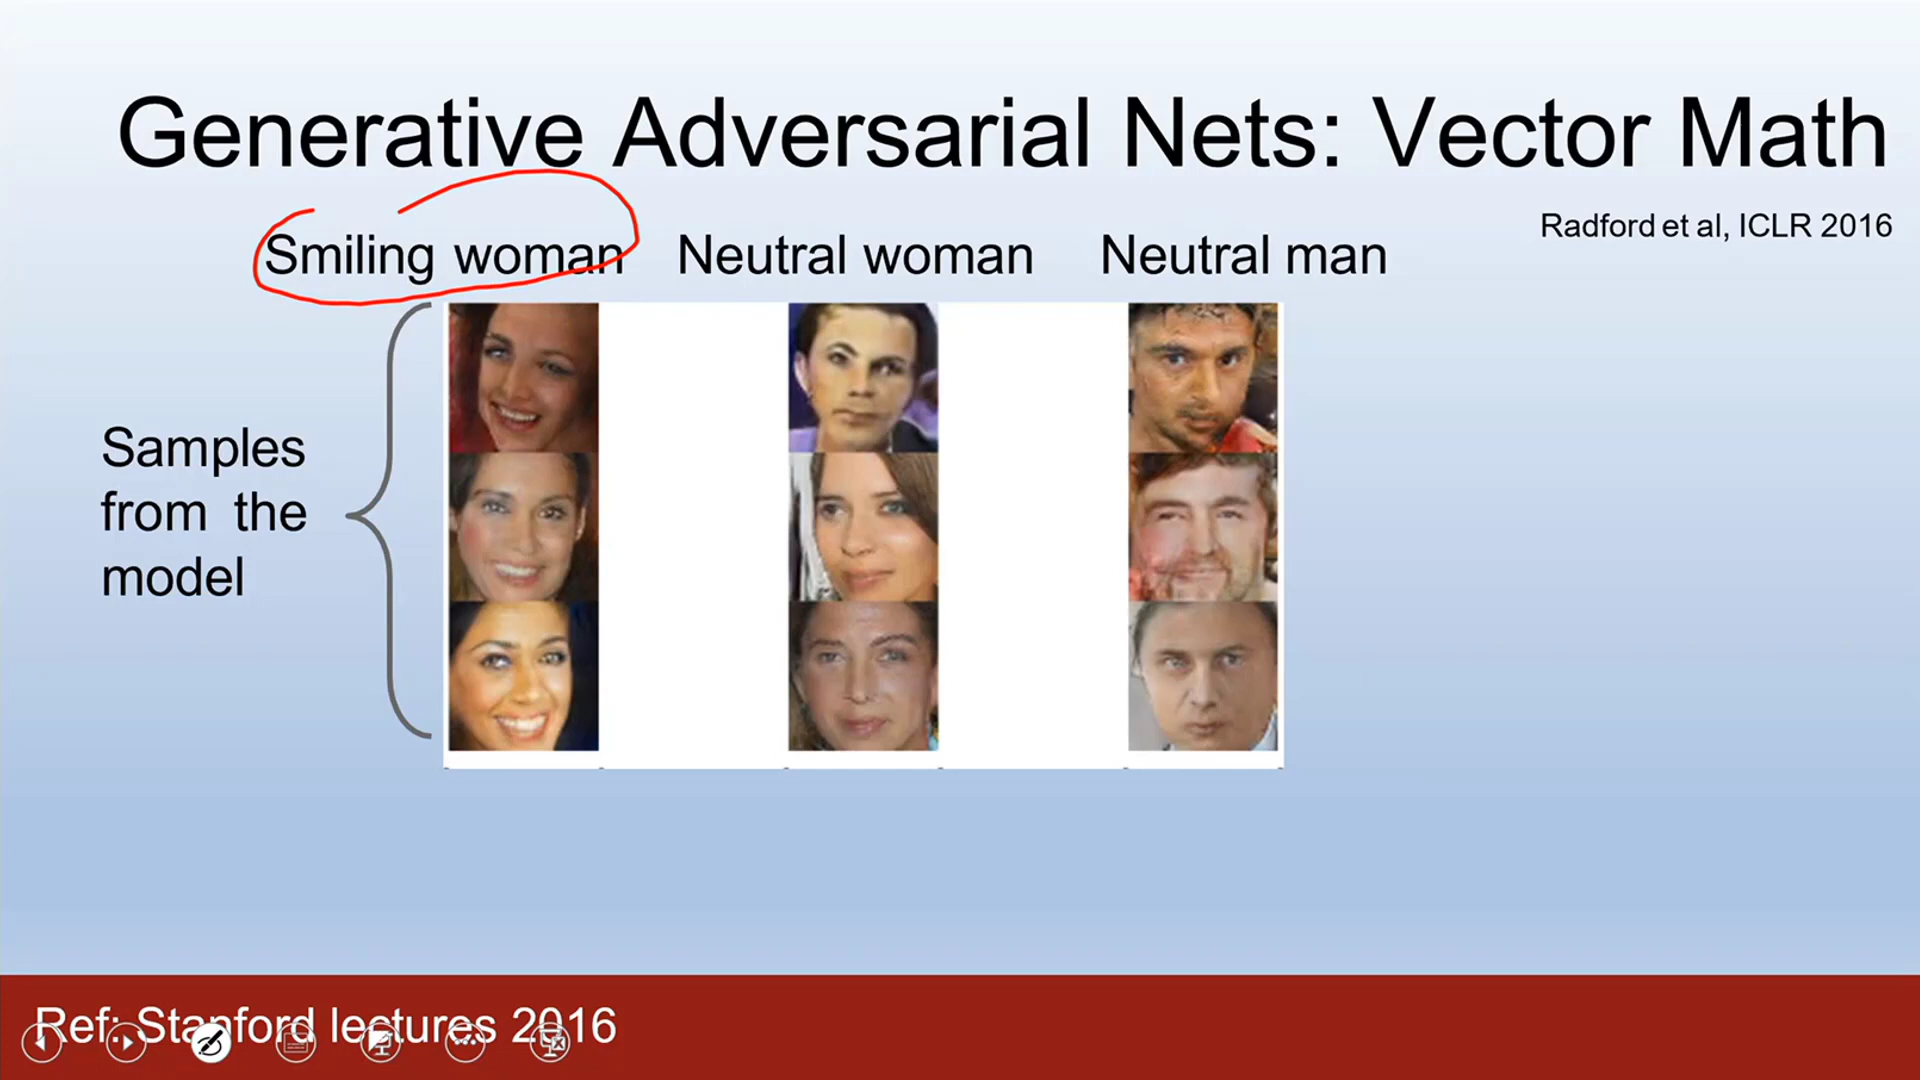 Generative Adversarial Nets: Vector Math
Radford et al, ICLR 2016
Smiling woman Neutral woman Neutral man
Samples
from the
model
Ref: Stanford lectures 2016